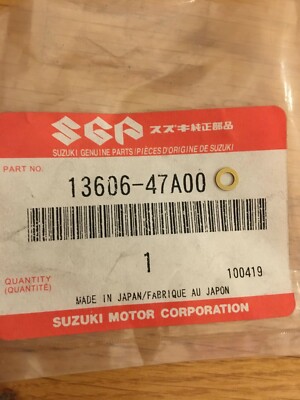 SGP スズキ純正部品
SUZUKI GENUINE PARTS/PIÈCES D'ORIGINE DE SUZUKI
PART NO.
13606-47A00
QUANTITY
(QUANTITÉ)
1
100419
MADE IN JAPAN/FABRIQUE AU JAPON
SUZUKI MOTOR CORPORATION